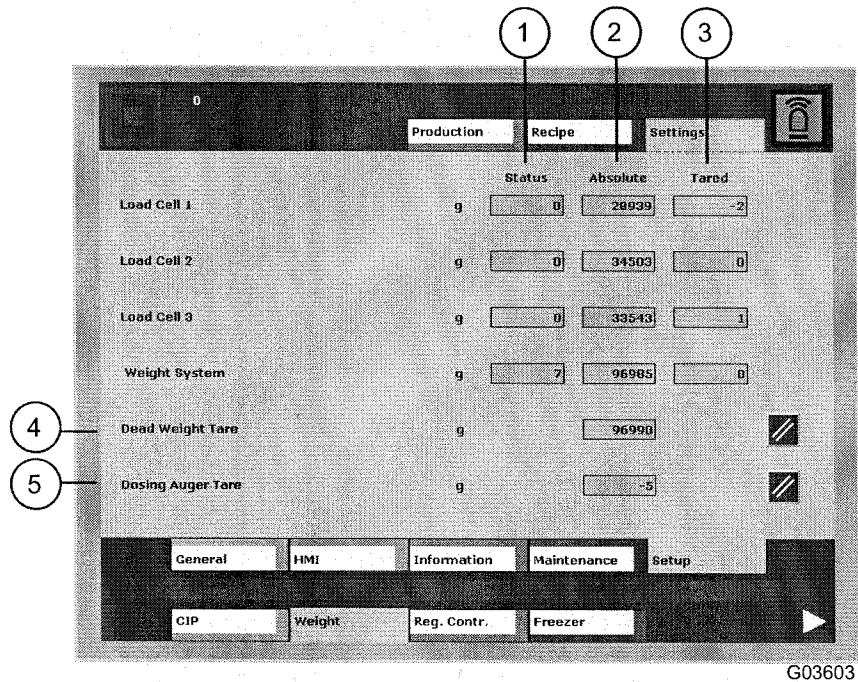 1 2 3
0
Production Recipe Settings
Status Absolute Tared
Load Cell 1 g 0 28939 -2
Load Cell 2 g 0 34503 0
Load Cell 3 g 0 33543 1
Weight System g 7 96985 0
4 Dead Weight Tare g 96990
5 Dosing Auger Tare g -5
General HMI Information Maintenance Setup
CIP Weight Reg. Contr. Freezer
G03603